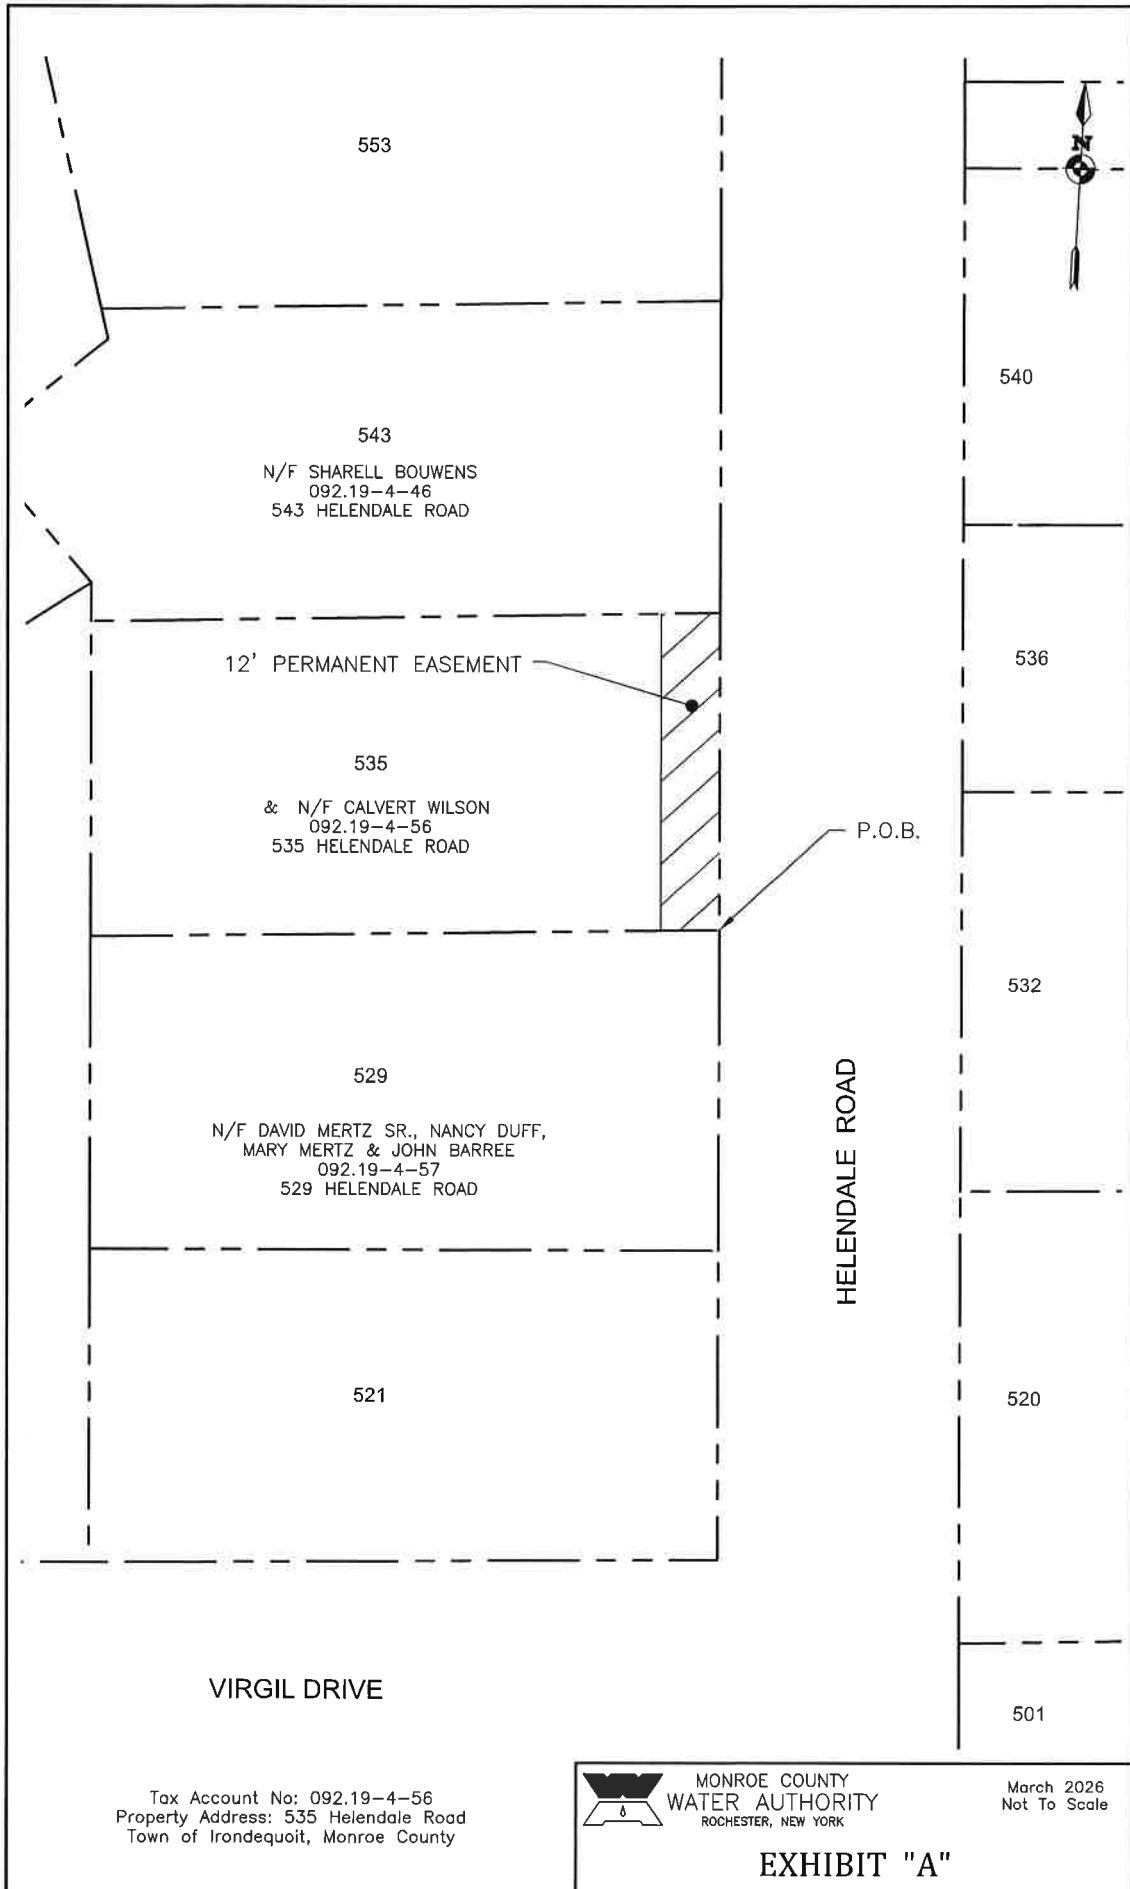 553
N
540
543
N/F SHARELL BOUWENS
092.19-4-46
543 HELENDALE ROAD
12' PERMANENT EASEMENT
536
535
& N/F CALVERT WILSON
092.19-4-56
535 HELENDALE ROAD
P.O.B.
532
529
N/F DAVID MERTZ SR., NANCY DUFF,
MARY MERTZ & JOHN BARREE
092.19-4-57
529 HELENDALE ROAD
HELENDALE ROAD
521
520
VIRGIL DRIVE
501
Tax Account No: 092.19-4-56
Property Address: 535 Helendale Road
Town of Irondequoit, Monroe County
MONROE COUNTY
WATER AUTHORITY
ROCHESTER, NEW YORK
March 2026
Not To Scale
EXHIBIT "A"